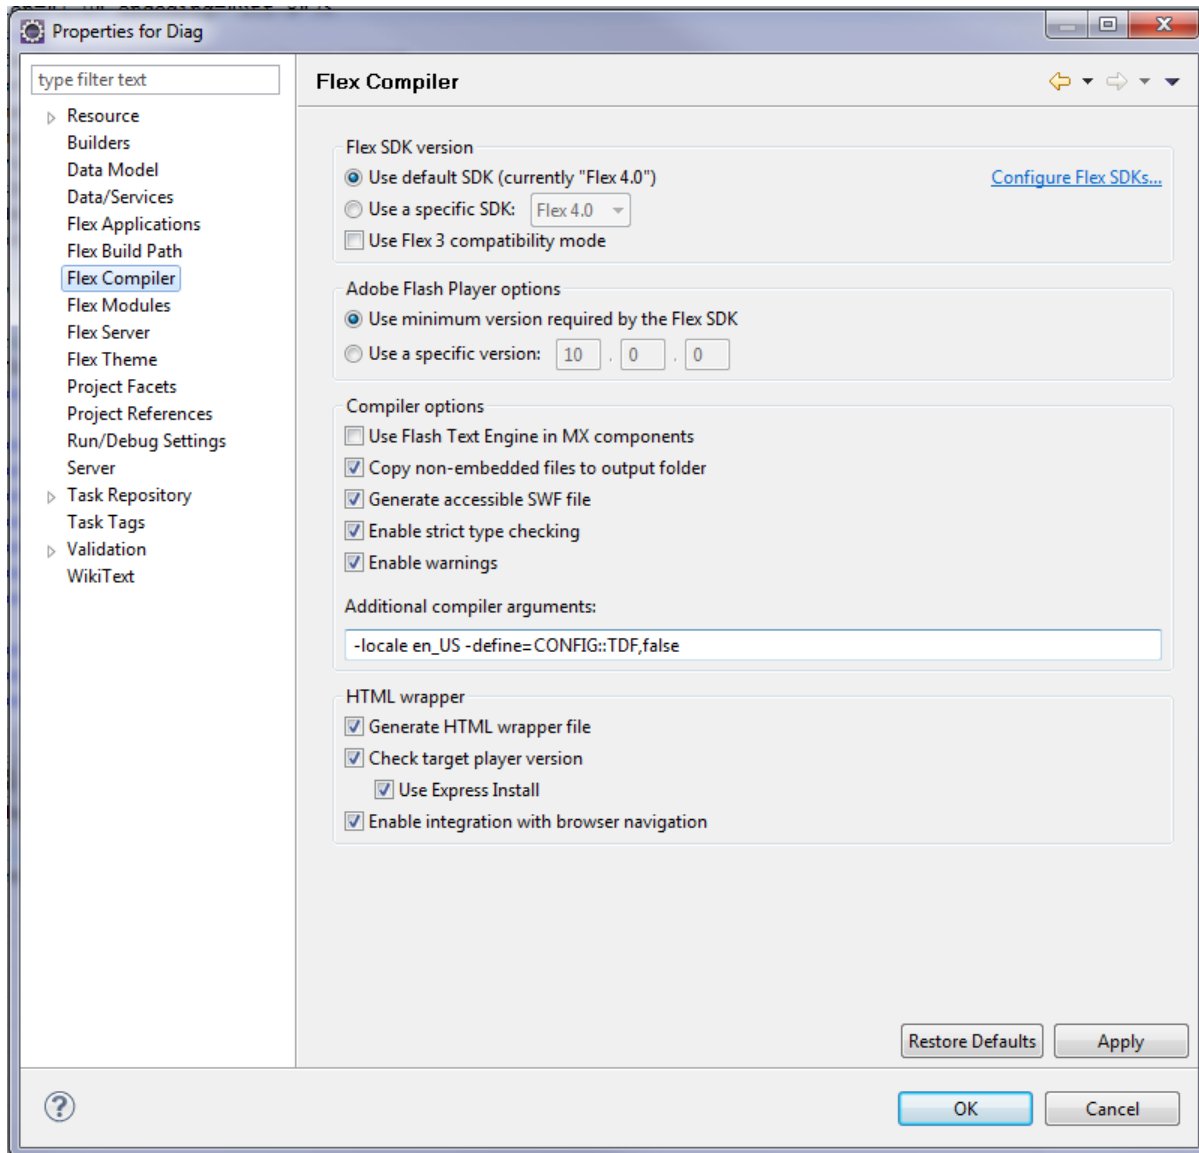 Properties for Diag
type filter text
Resource
Builders
Data Model
Data/Services
Flex Applications
Flex Build Path
Flex Compiler
Flex Modules
Flex Server
Flex Theme
Project Facets
Project References
Run/Debug Settings
Server
Task Repository
Task Tags
Validation
WikiText
Flex Compiler
Flex SDK version
Use default SDK (currently "Flex 4.0")
Configure Flex SDKs...
Use a specific SDK: Flex 4.0
Use Flex 3 compatibility mode
Adobe Flash Player options
Use minimum version required by the Flex SDK
Use a specific version: 10 . 0 . 0
Compiler options
Use Flash Text Engine in MX components
Copy non-embedded files to output folder
Generate accessible SWF file
Enable strict type checking
Enable warnings
Additional compiler arguments:
-locale en_US -define=CONFIG::TDF,false
HTML wrapper
Generate HTML wrapper file
Check target player version
Use Express Install
Enable integration with browser navigation
Restore Defaults Apply
? OK Cancel